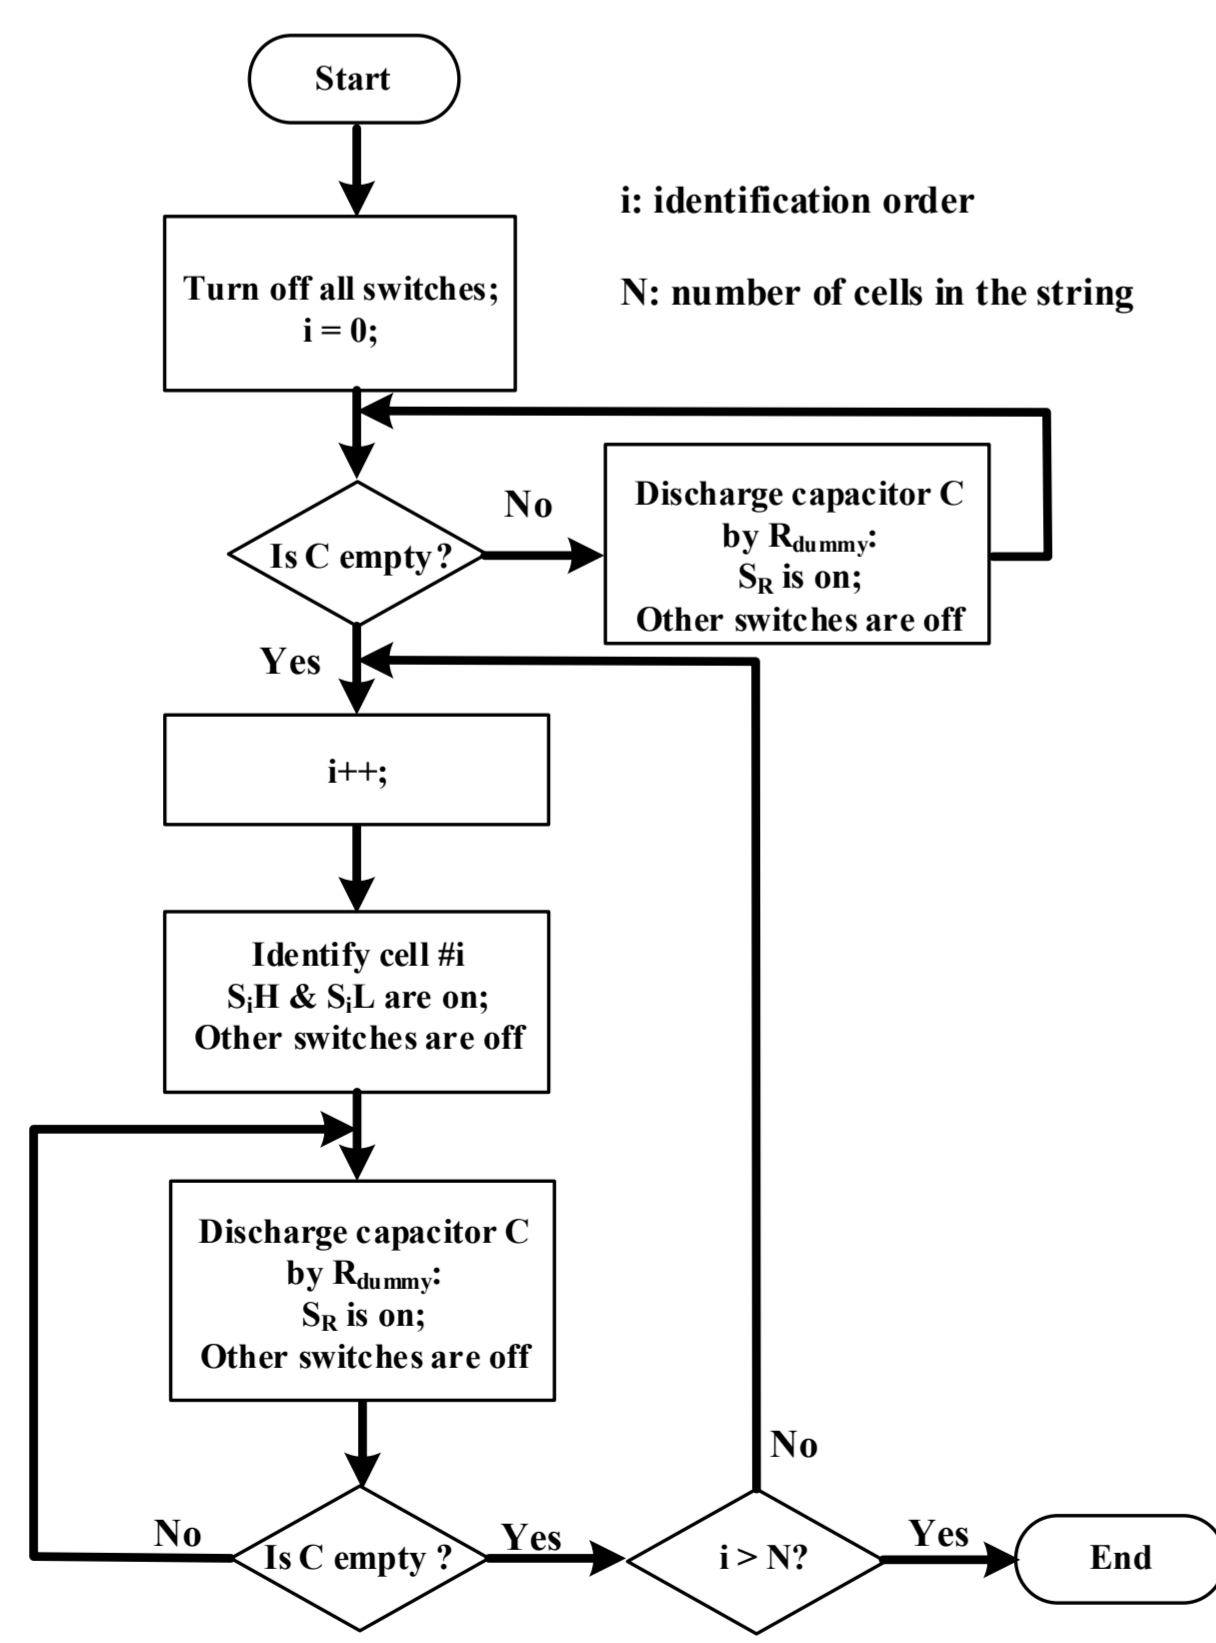 Start
i: identification order
Turn off all switches;
i = 0;
N: number of cells in the string
No
Discharge capacitor C
by Rdummy:
SR is on;
Other switches are off
Is C empty?
Yes
i++;
Identify cell #i
SiH & SiL are on;
Other switches are off
Discharge capacitor C
by Rdummy:
SR is on;
Other switches are off
No
Is C empty ?
Yes
No
i > N?
Yes
End